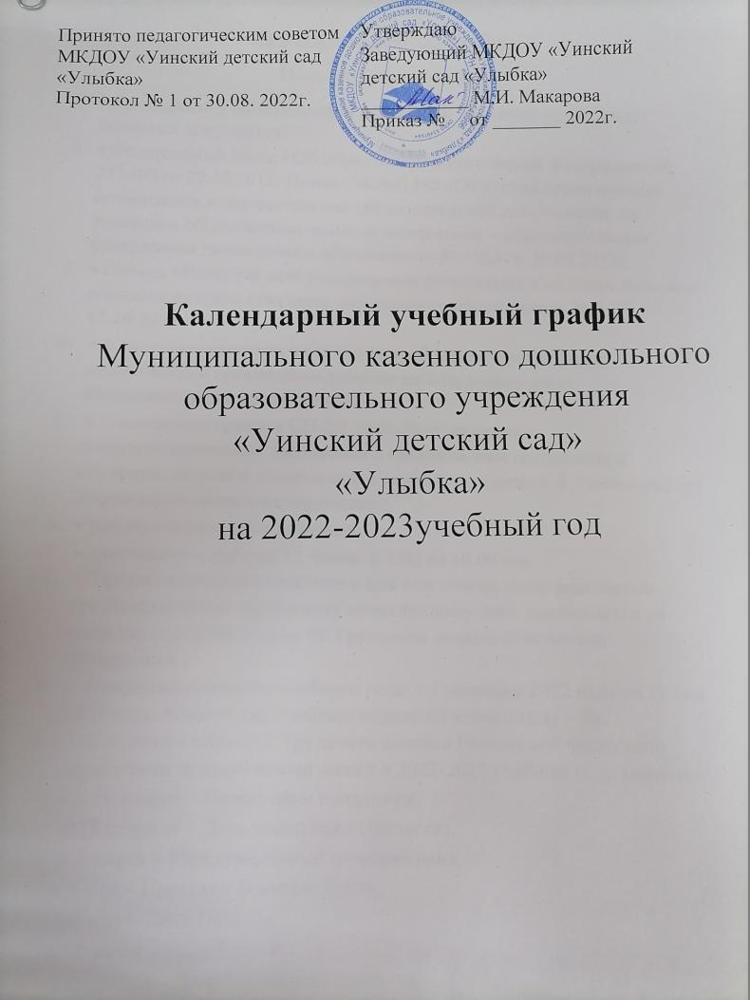 Принято педагогическим советом
МКДОУ «Уинский детский сад
«Улыбка»
Протокол № 1 от 30.08. 2022г.
Утверждаю
Заведующий МКДОУ «Уинский
детский сад «Улыбка»
М.И. Макарова
Приказ № __ от _______ 2022г.
Календарный учебный график
Муниципального казенного дошкольного
образовательного учреждения
«Уинский детский сад»
«Улыбка»
на 2022-2023учебный год